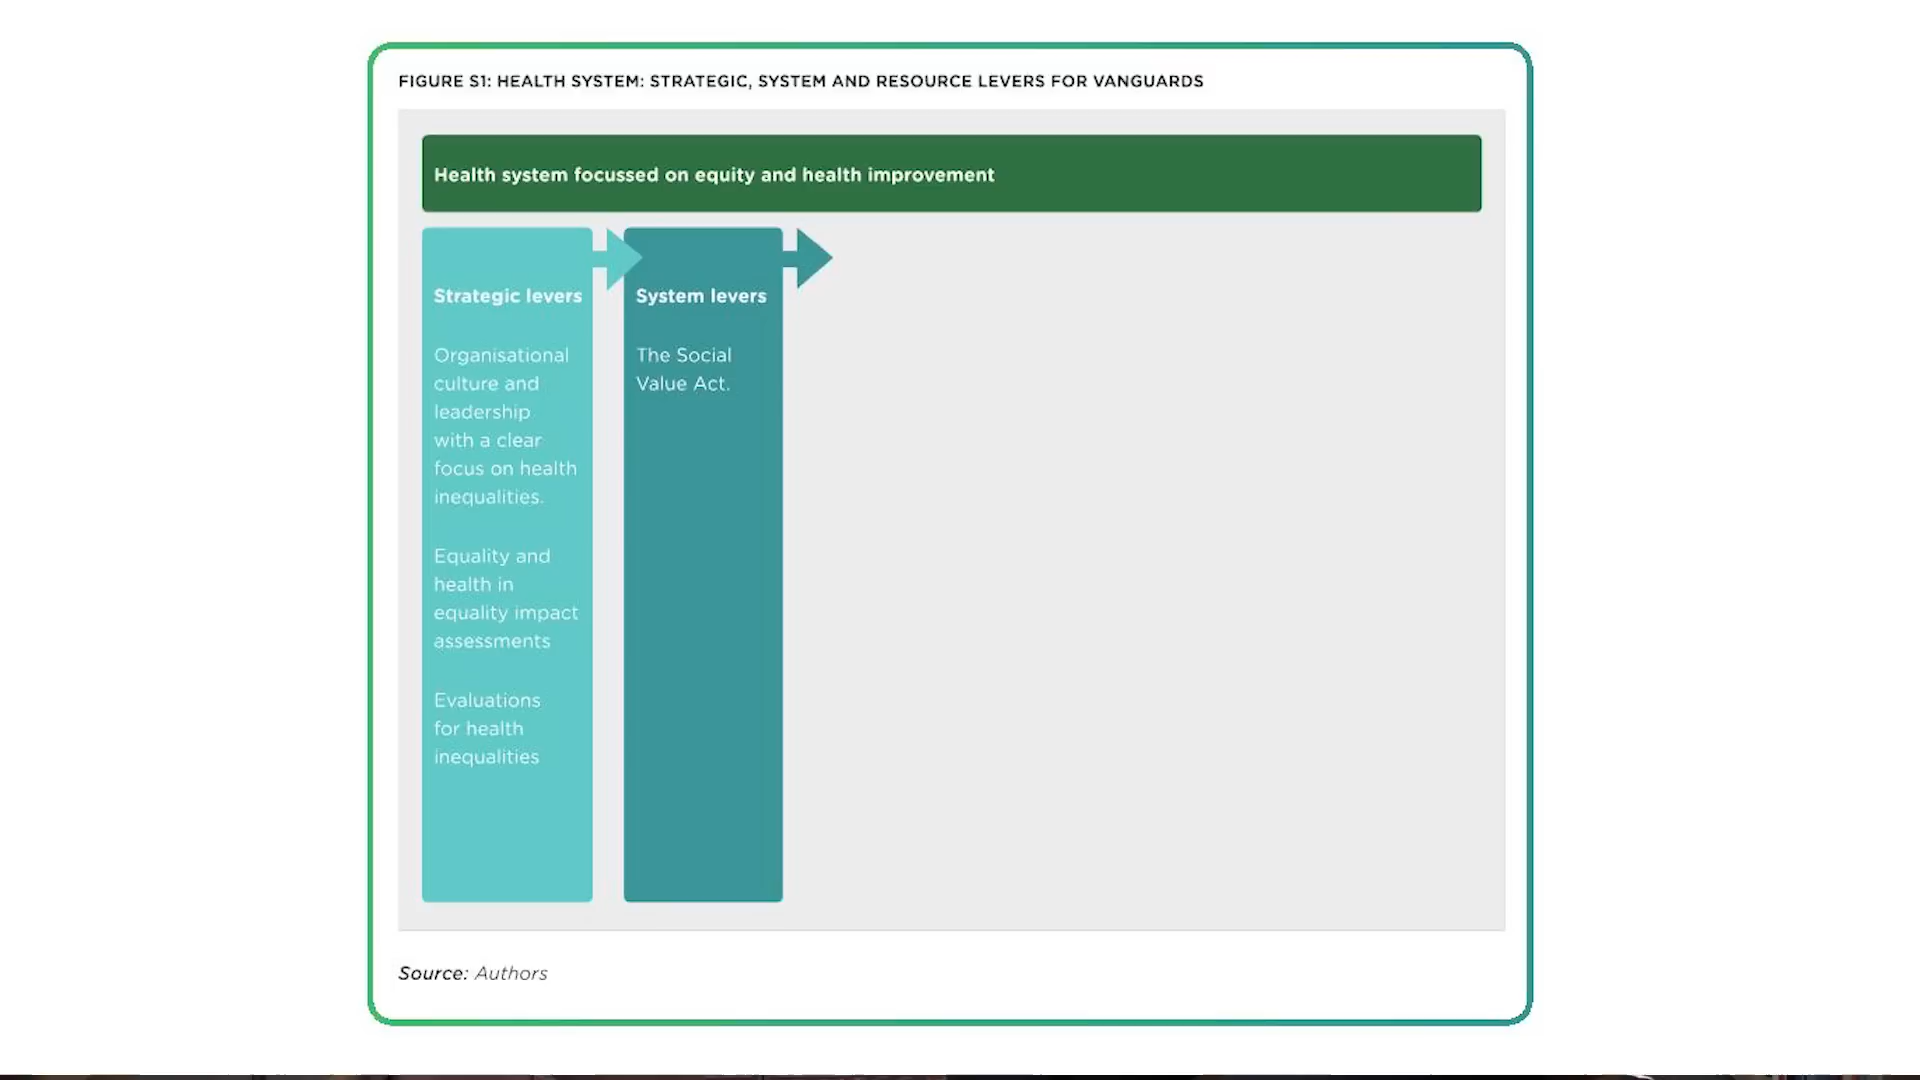 FIGURE S1: HEALTH SYSTEM: STRATEGIC, SYSTEM AND RESOURCE LEVERS FOR VANGUARDS
Health system focussed on equity and health improvement
Strategic levers
Organisational
culture and
leadership
with a clear
focus on health
inequalities.
Equality and
health in
equality impact
assessments
Evaluations
for health
inequalities
System levers
The Social
Value Act.
Source: Authors